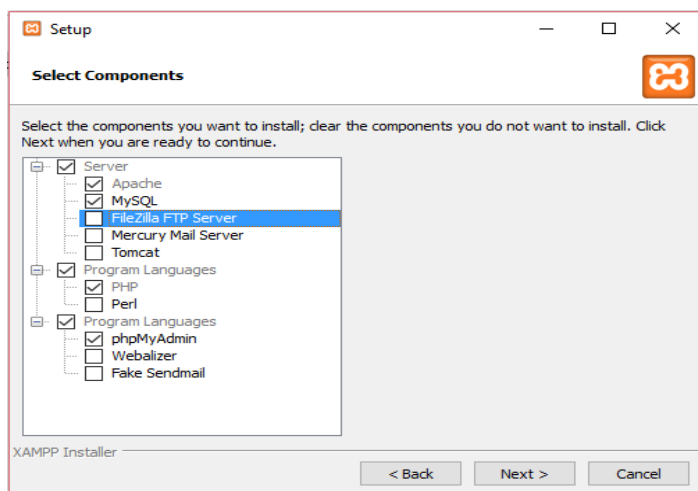 Setup
Select Components
Select the components you want to install; clear the components you do not want to install. Click
Next when you are ready to continue.
Server
Apache
MySQL
FileZilla FTP Server
Mercury Mail Server
Tomcat
Program Languages
PHP
Perl
Program Languages
phpMyAdmin
Webalizer
Fake Sendmail
XAMPP Installer
< Back Next > Cancel